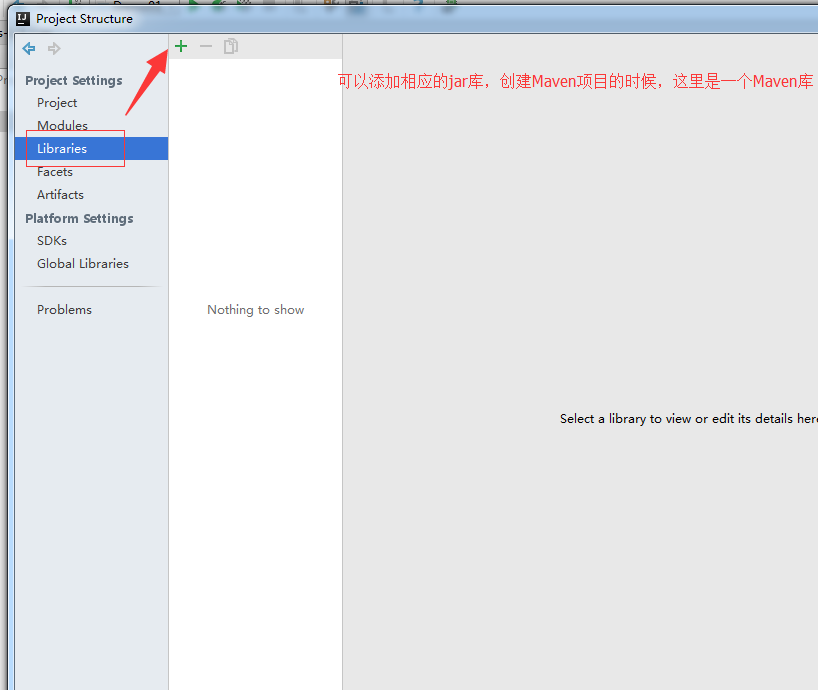 Project Structure
Project Settings
Project
Modules
Libraries
Facets
Artifacts
Platform Settings
SDKs
Global Libraries
Problems
Nothing to show
可以添加相应的jar库，创建Maven项目的时候，这里是一个Maven库
Select a library to view or edit its details here